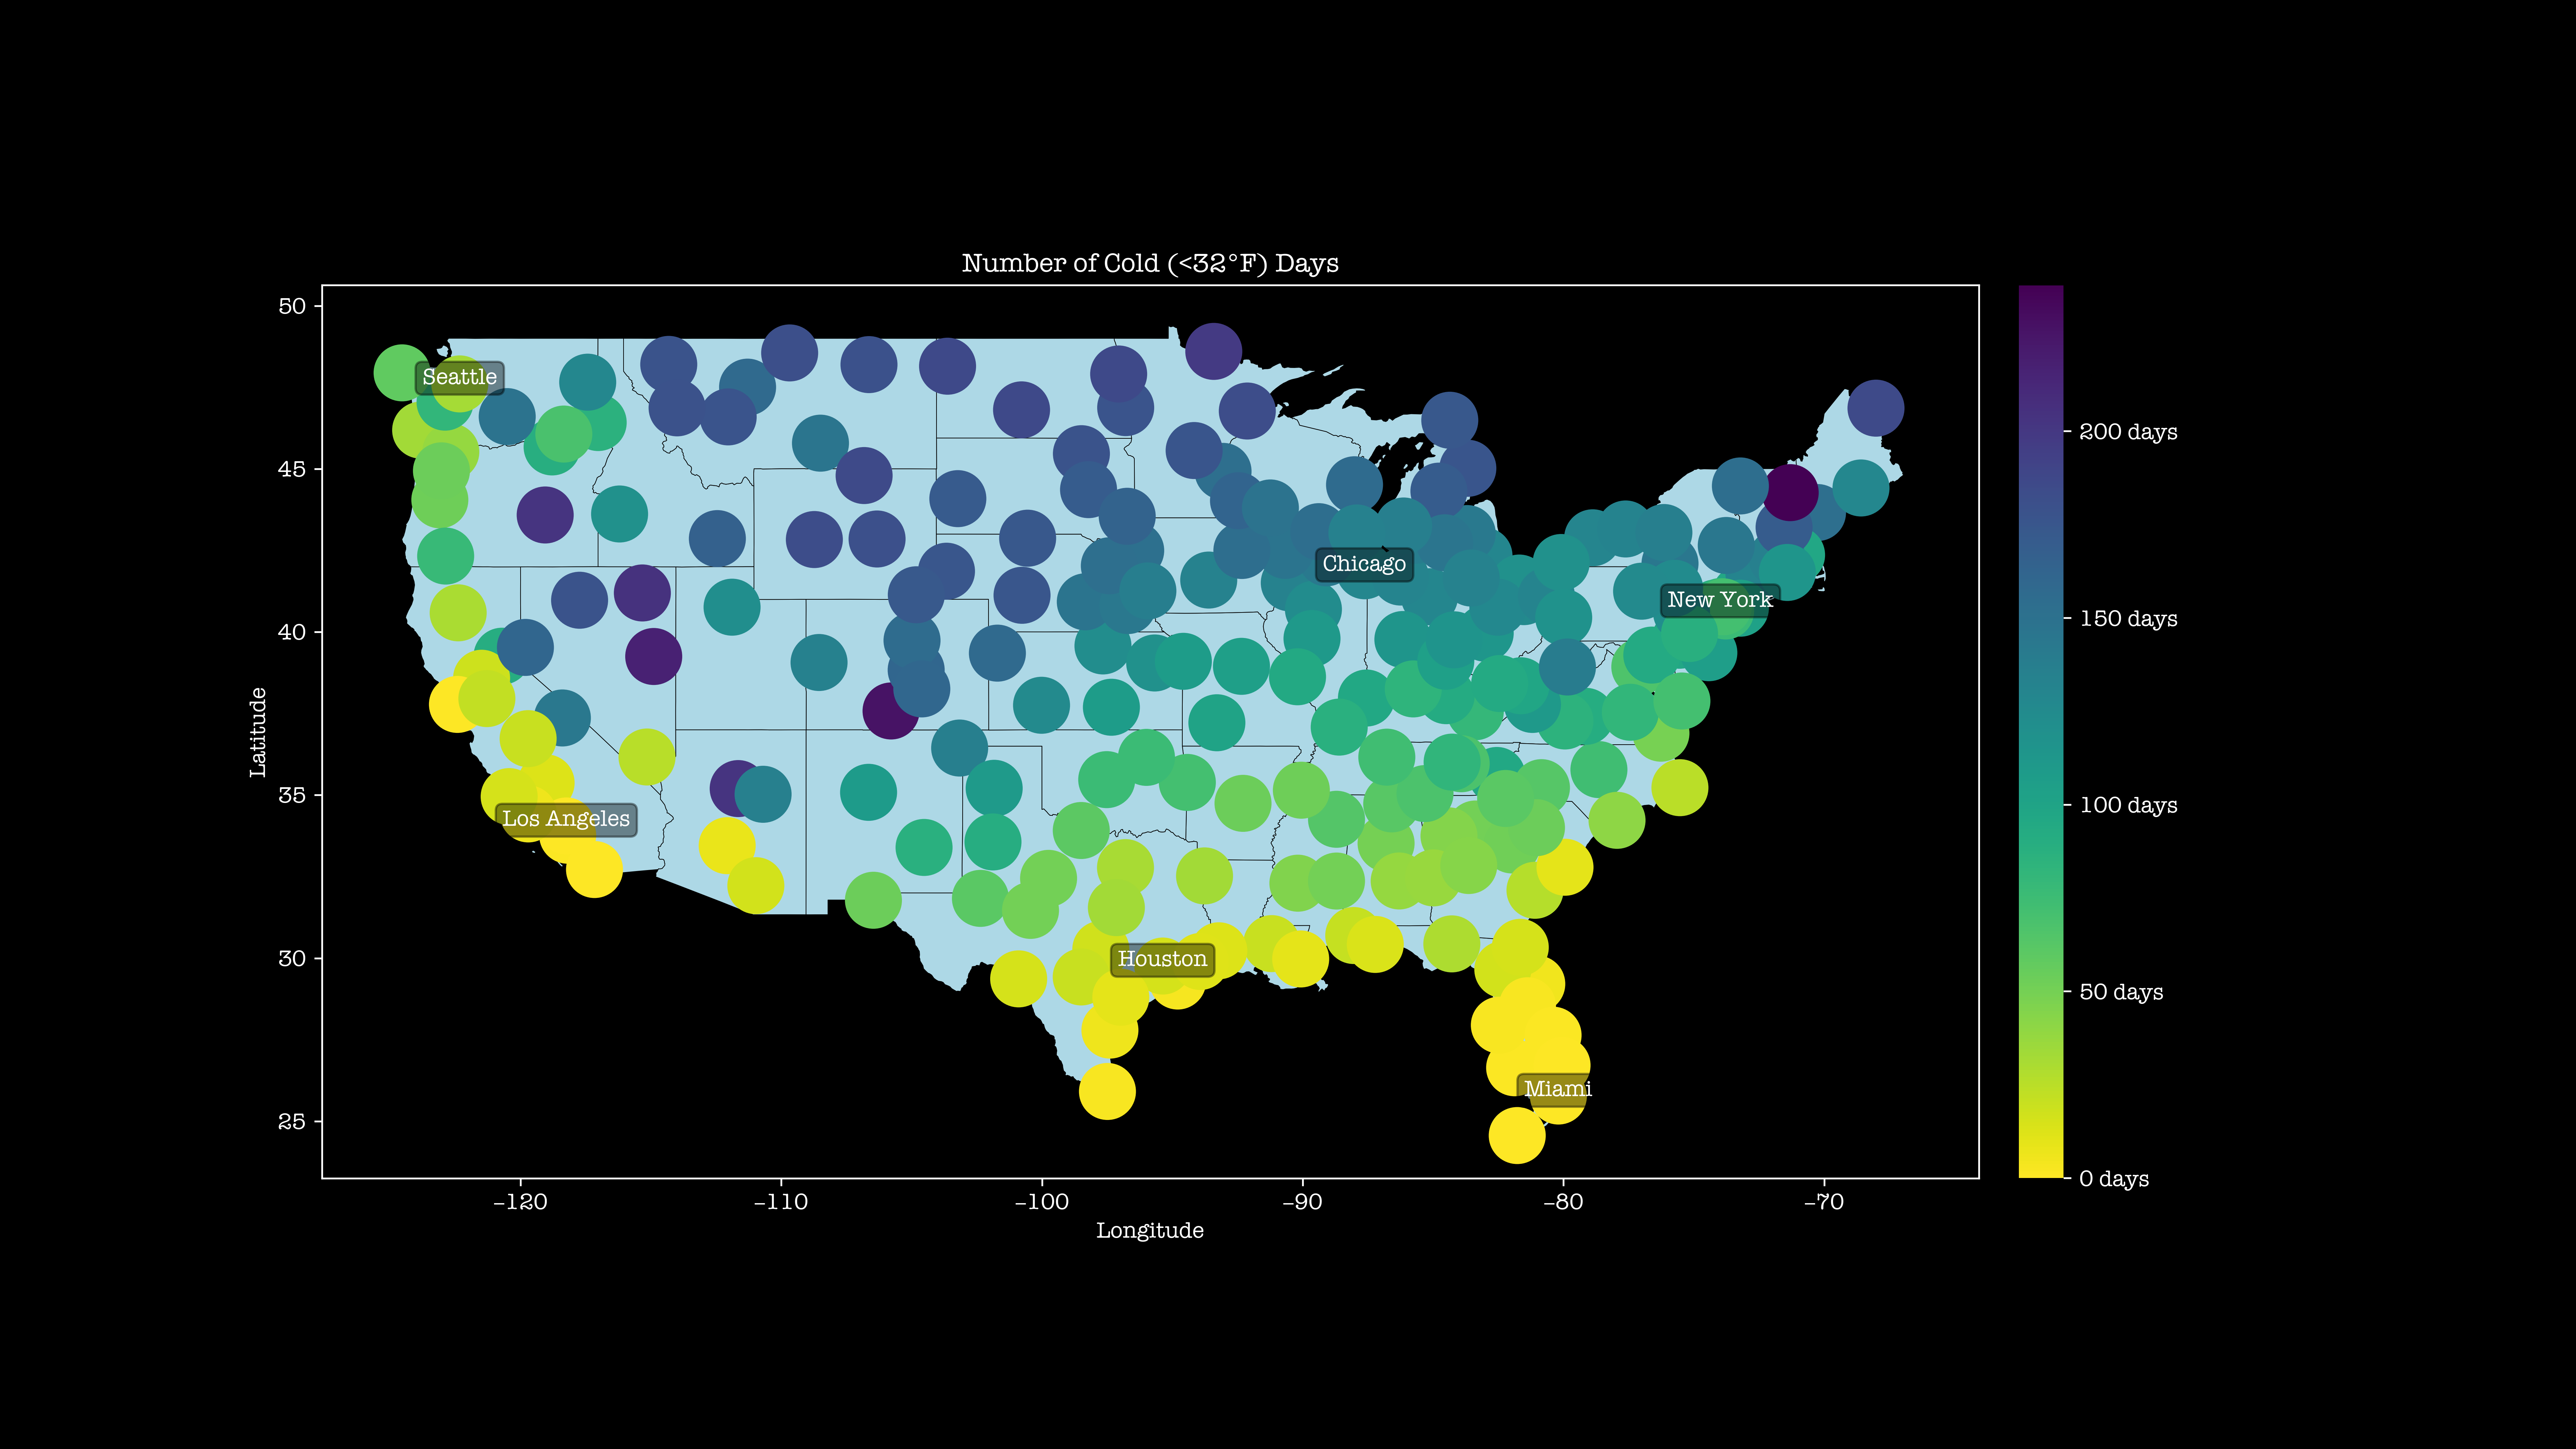 Number of Cold (<32°F) Days
50
45
40
35
30
25
Latitude
Seattle
Chicago
New York
Los Angeles
Houston
Miami
200 days
150 days
100 days
50 days
0 days
−120
−110
−100
−90
−80
−70
Longitude